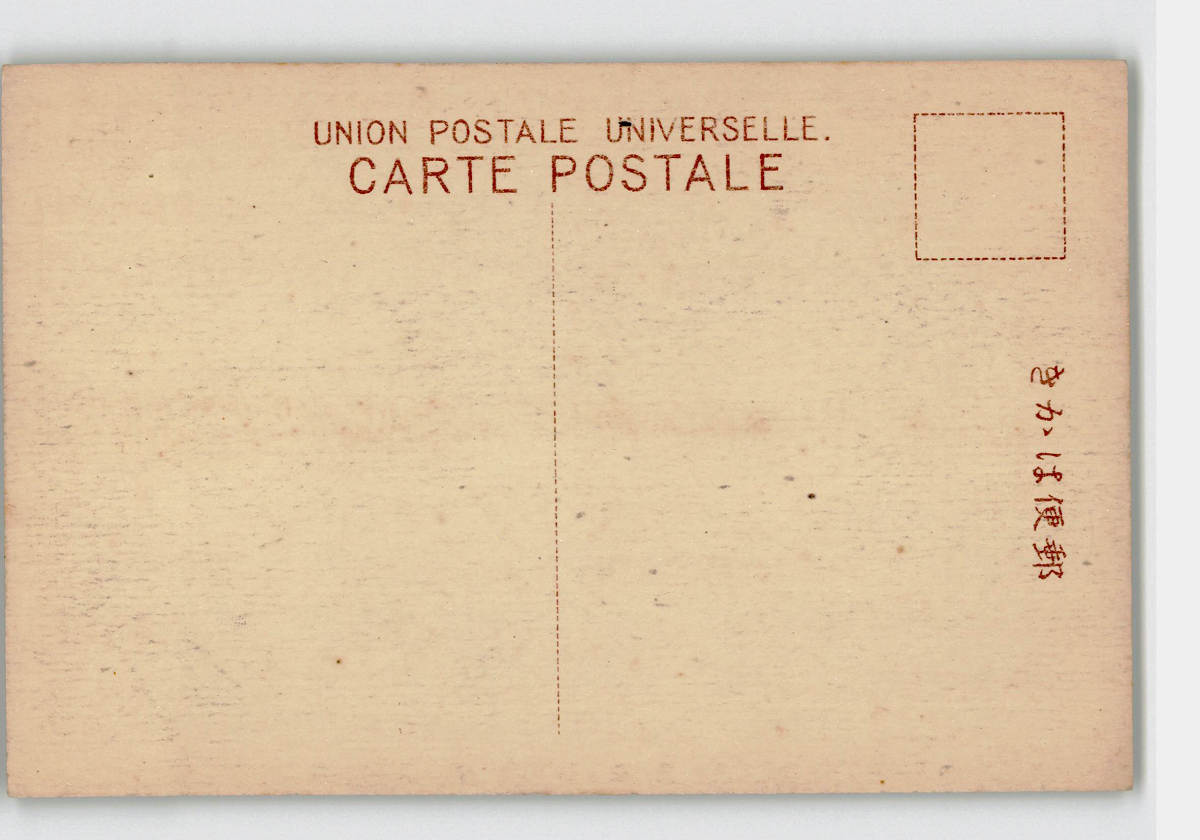 UNION POSTALE UNIVERSELLE.
CARTE POSTALE
きかは便郵